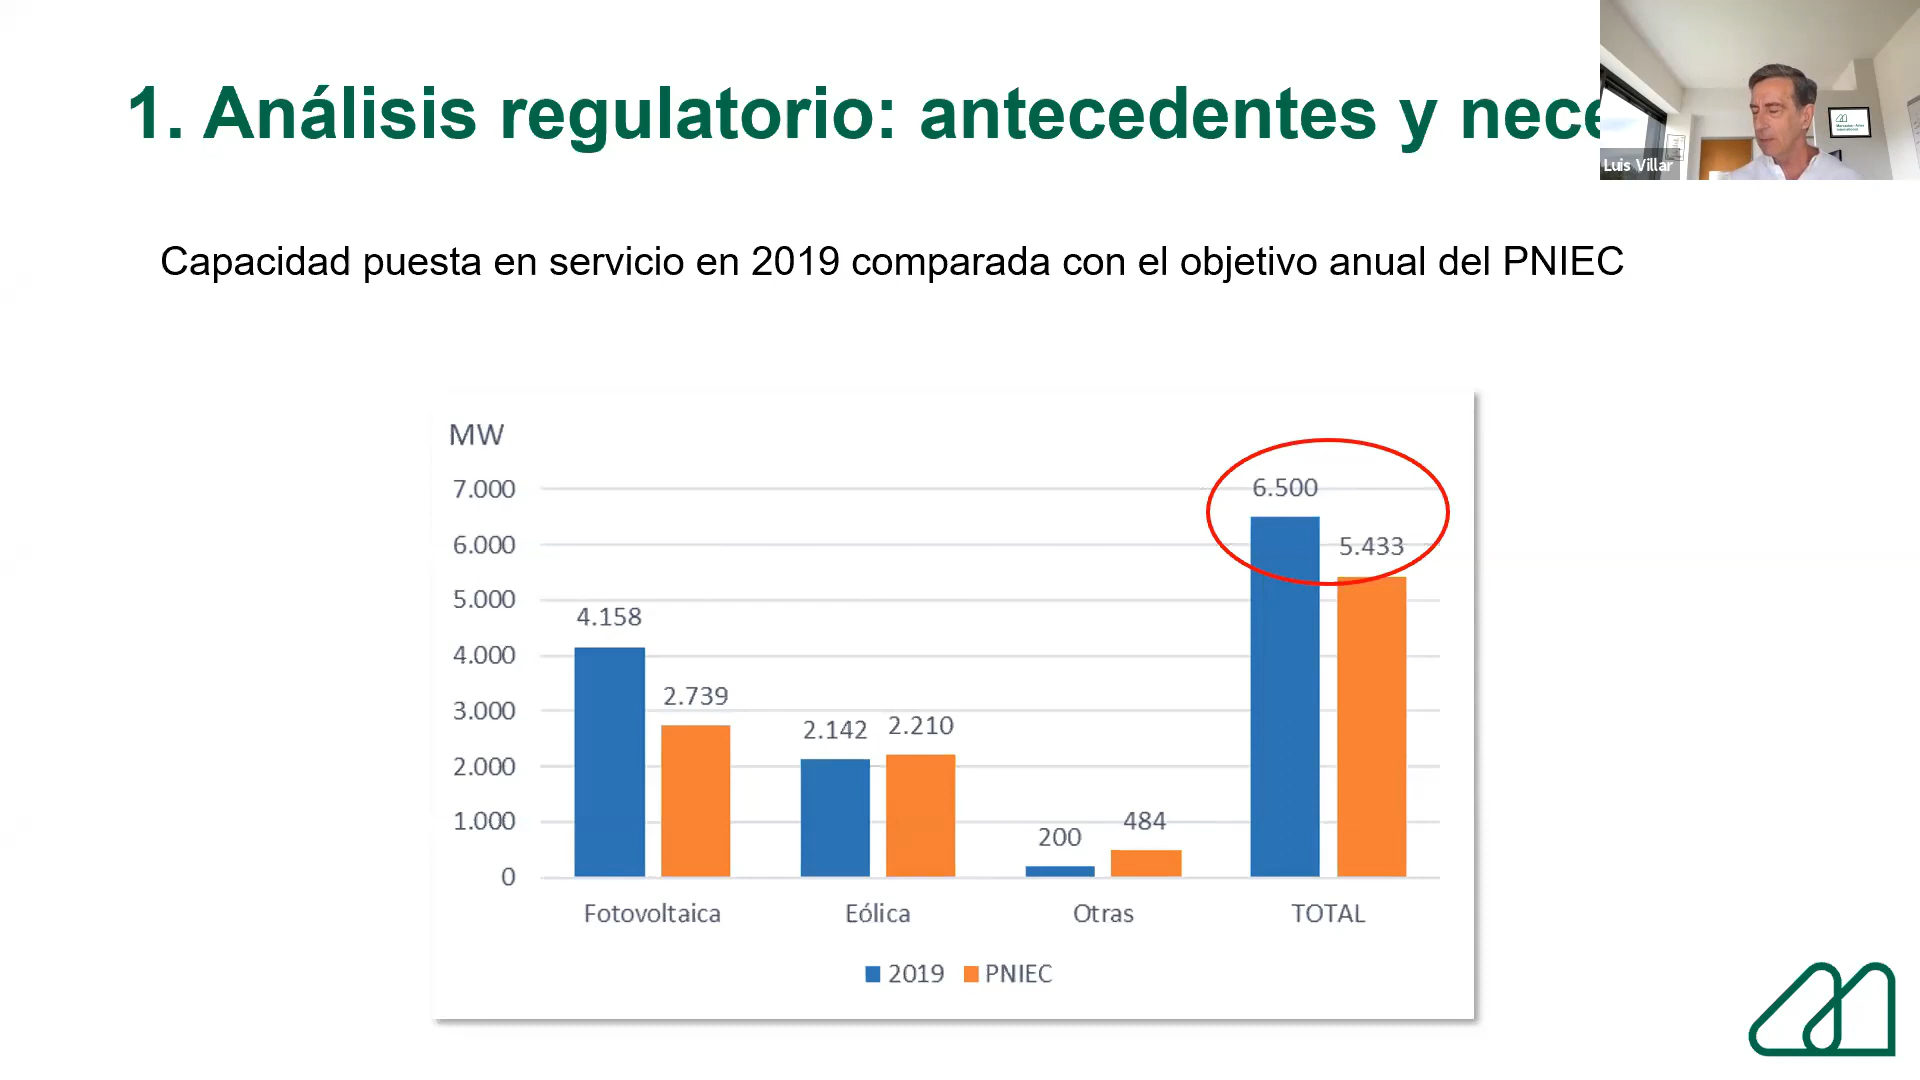 1. Análisis regulatorio: antecedentes y nece
Luis Villar
Capacidad puesta en servicio en 2019 comparada con el objetivo anual del PNIEC
MW
7.000
6.000
5.000
4.000
3.000
2.000
1.000
0
4.158
2.739
2.142
2.210
200
484
6.500
5.433
Fotovoltaica
Eólica
Otras
TOTAL
2019
PNIEC